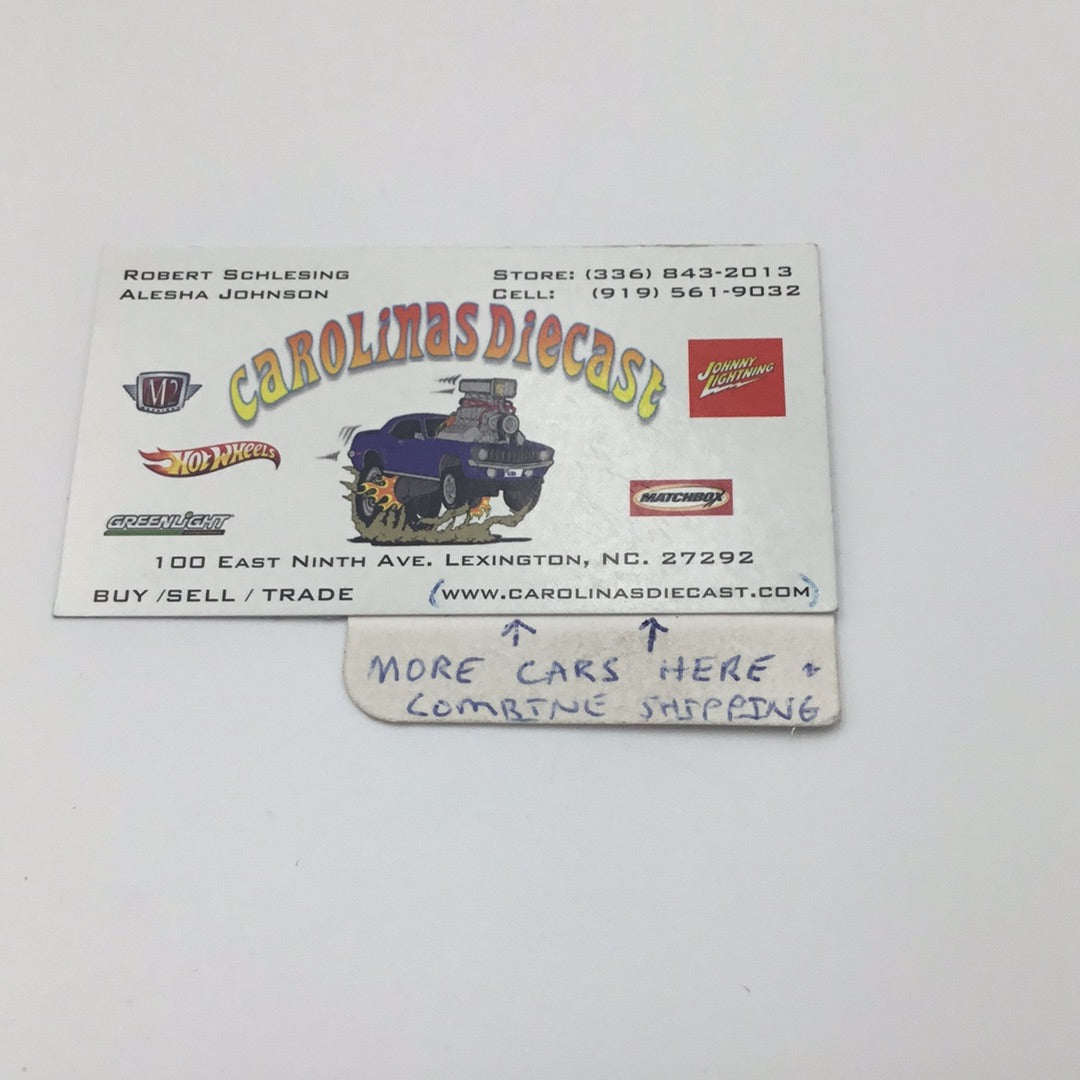 ROBERT SCHLESING
ALESHA JOHNSON
STORE: (336) 843-2013
CELL: (919) 561-9032
CAROLINAS DIECAST
M2
JOHNNY LIGHTNING
HOT WHEELS
MATCHBOX
GREENLIGHT
100 EAST NINTH AVE. LEXINGTON, NC. 27292
BUY /SELL / TRADE (WWW.CAROLINASDIECAST.COM)
MORE CARS HERE +
COMBINE SHIPPING